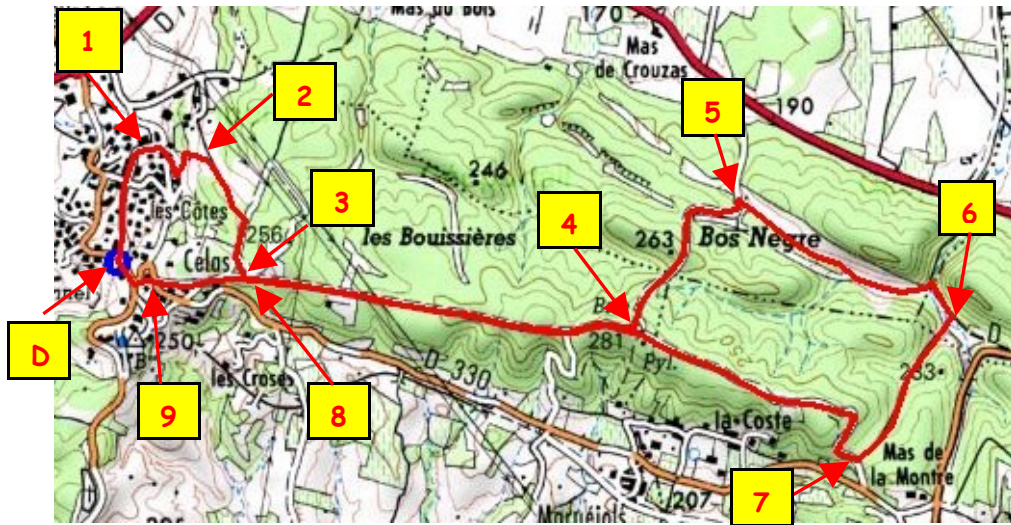 Mas du Bois
170
1
D
Mas
de Crouzas
190
2
5
246
les Côtes
3
6
256
les Bouissières
4
263
Bos Nègre
Celas
D
281
Pyl.
D
250
D 330
233
les Croses
9
8
la Coste
Mas de
la Montre
7
207